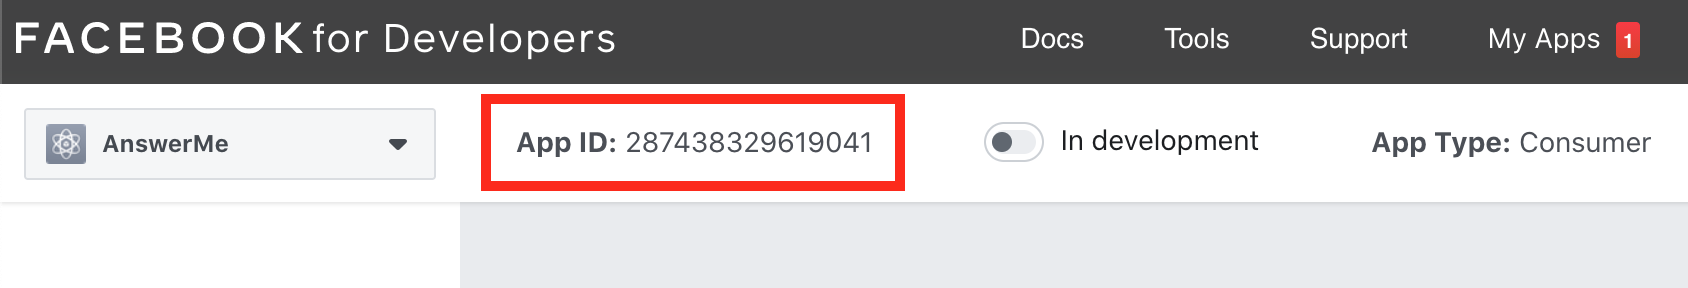 FACEBOOK for Developers Docs Tools Support My Apps 1
AnswerMe App ID: 287438329619041 In development App Type: Consumer